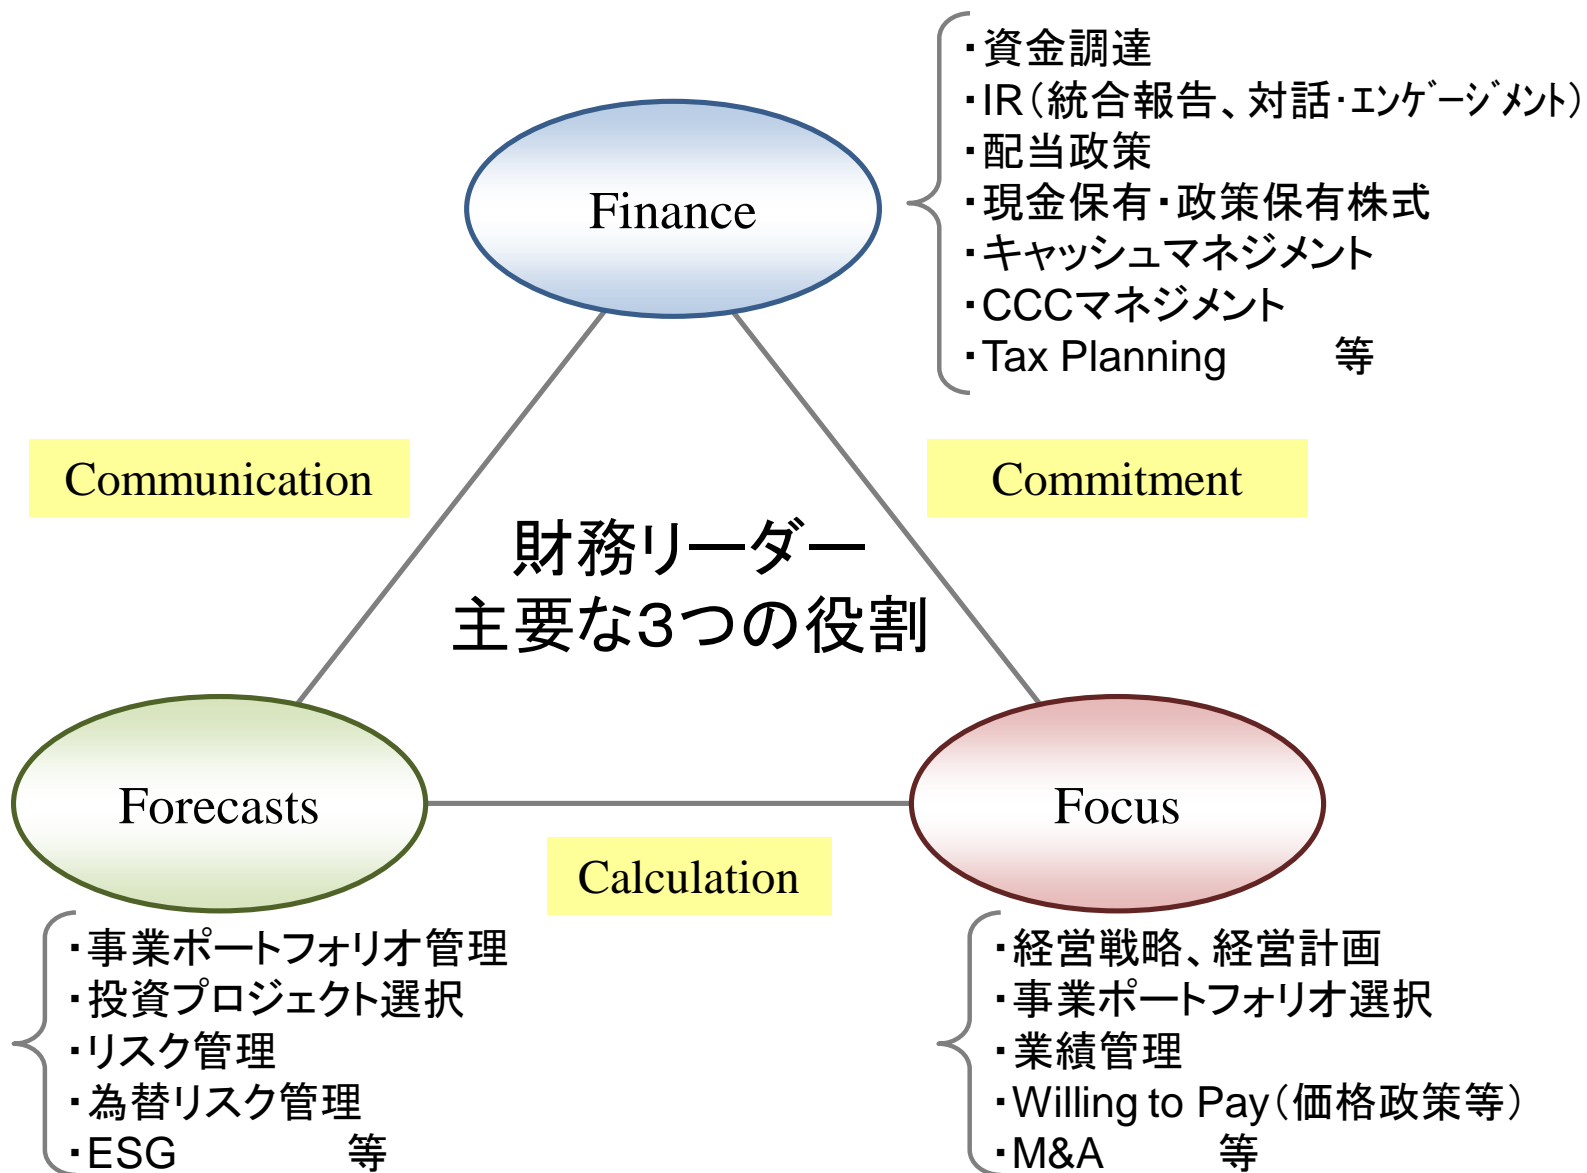 ・資金調達
・IR（統合報告、対話・エンゲージメント）
・配当政策
・現金保有・政策保有株式
・キャッシュマネジメント
・CCCマネジメント
・Tax Planning 等
Finance
Communication
Commitment
財務リーダー
主要な3つの役割
Forecasts
Focus
Calculation
・事業ポートフォリオ管理
・投資プロジェクト選択
・リスク管理
・為替リスク管理
・ESG 等
・経営戦略、経営計画
・事業ポートフォリオ選択
・業績管理
・Willing to Pay（価格政策等）
・M&A 等